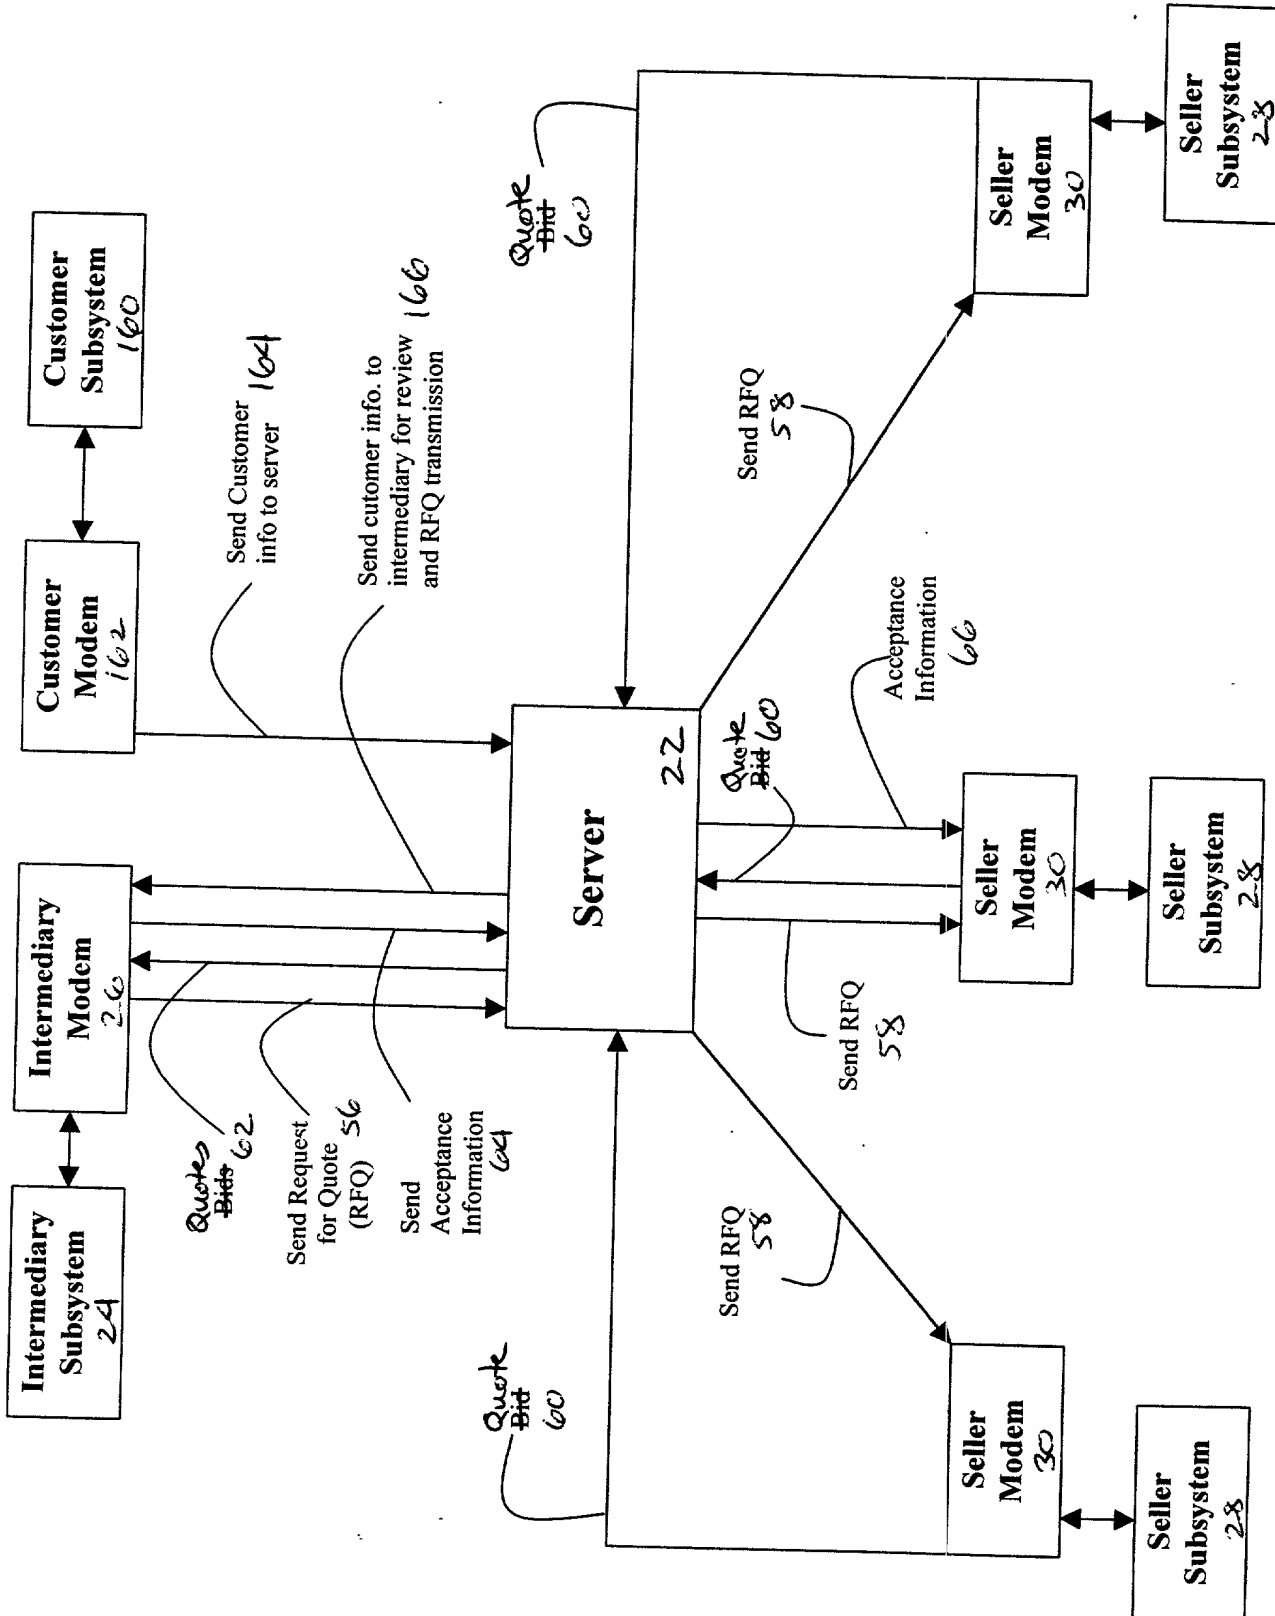 Intermediary
Subsystem
24
Intermediary
Modem
26
Customer
Modem
162
Customer
Subsystem
160
Quotes
Bids 62
Send Request
for Quote 56
(RFQ)
Send
Acceptance
Information
64
Send Customer
info to server 164
Send cutomer info. to
intermediary for review 166
and RFQ transmission
Server
22
Quote
Bid
60
Send RFQ
58
Send RFQ
58
Quote
Bid 60
Acceptance
Information
66
Send RFQ
58
Quote
Bid
60
Seller
Modem
30
Seller
Modem
30
Seller
Modem
30
Seller
Subsystem
28
Seller
Subsystem
28
Seller
Subsystem
28